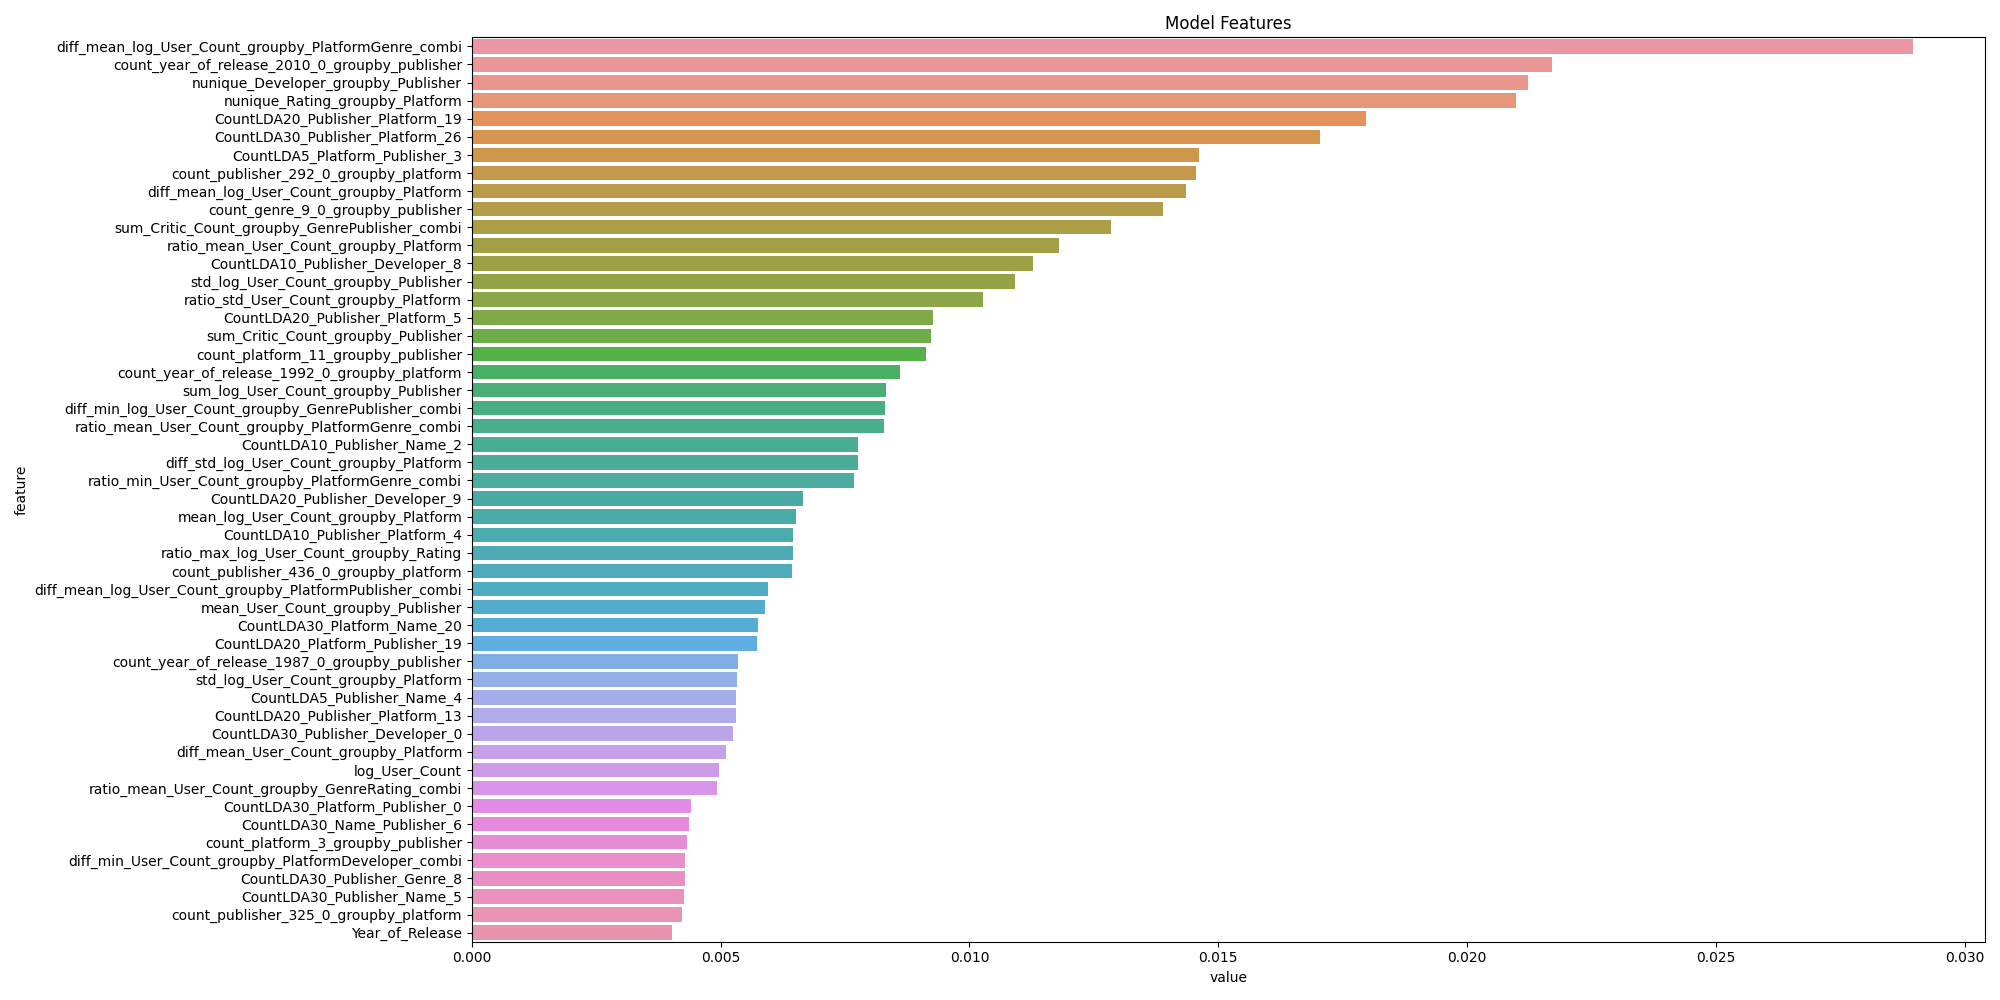 Model Features
diff_mean_log_User_Count_groupby_PlatformGenre_combi
count_year_of_release_2010_0_groupby_publisher
nunique_Developer_groupby_Publisher
nunique_Rating_groupby_Platform
CountLDA20_Publisher_Platform_19
CountLDA30_Publisher_Platform_26
CountLDA5_Platform_Publisher_3
count_publisher_292_0_groupby_platform
diff_mean_log_User_Count_groupby_Platform
count_genre_9_0_groupby_publisher
sum_Critic_Count_groupby_GenrePublisher_combi
ratio_mean_User_Count_groupby_Platform
CountLDA10_Publisher_Developer_8
std_log_User_Count_groupby_Publisher
ratio_std_User_Count_groupby_Platform
CountLDA20_Publisher_Platform_5
sum_Critic_Count_groupby_Publisher
count_platform_11_groupby_publisher
count_year_of_release_1992_0_groupby_platform
sum_log_User_Count_groupby_Publisher
diff_min_log_User_Count_groupby_GenrePublisher_combi
ratio_mean_User_Count_groupby_PlatformGenre_combi
CountLDA10_Publisher_Name_2
diff_std_log_User_Count_groupby_Platform
ratio_min_User_Count_groupby_PlatformGenre_combi
CountLDA20_Publisher_Developer_9
mean_log_User_Count_groupby_Platform
CountLDA10_Publisher_Platform_4
ratio_max_log_User_Count_groupby_Rating
count_publisher_436_0_groupby_platform
diff_mean_log_User_Count_groupby_PlatformPublisher_combi
mean_User_Count_groupby_Publisher
CountLDA30_Platform_Name_20
CountLDA20_Platform_Publisher_19
count_year_of_release_1987_0_groupby_publisher
std_log_User_Count_groupby_Platform
CountLDA5_Publisher_Name_4
CountLDA20_Publisher_Platform_13
CountLDA30_Publisher_Developer_0
diff_mean_User_Count_groupby_Platform
log_User_Count
ratio_mean_User_Count_groupby_GenreRating_combi
CountLDA30_Platform_Publisher_0
CountLDA30_Name_Publisher_6
count_platform_3_groupby_publisher
diff_min_User_Count_groupby_PlatformDeveloper_combi
CountLDA30_Publisher_Genre_8
CountLDA30_Publisher_Name_5
count_publisher_325_0_groupby_platform
Year_of_Release
feature
0.000 0.005 0.010 0.015 0.020 0.025 0.030
value